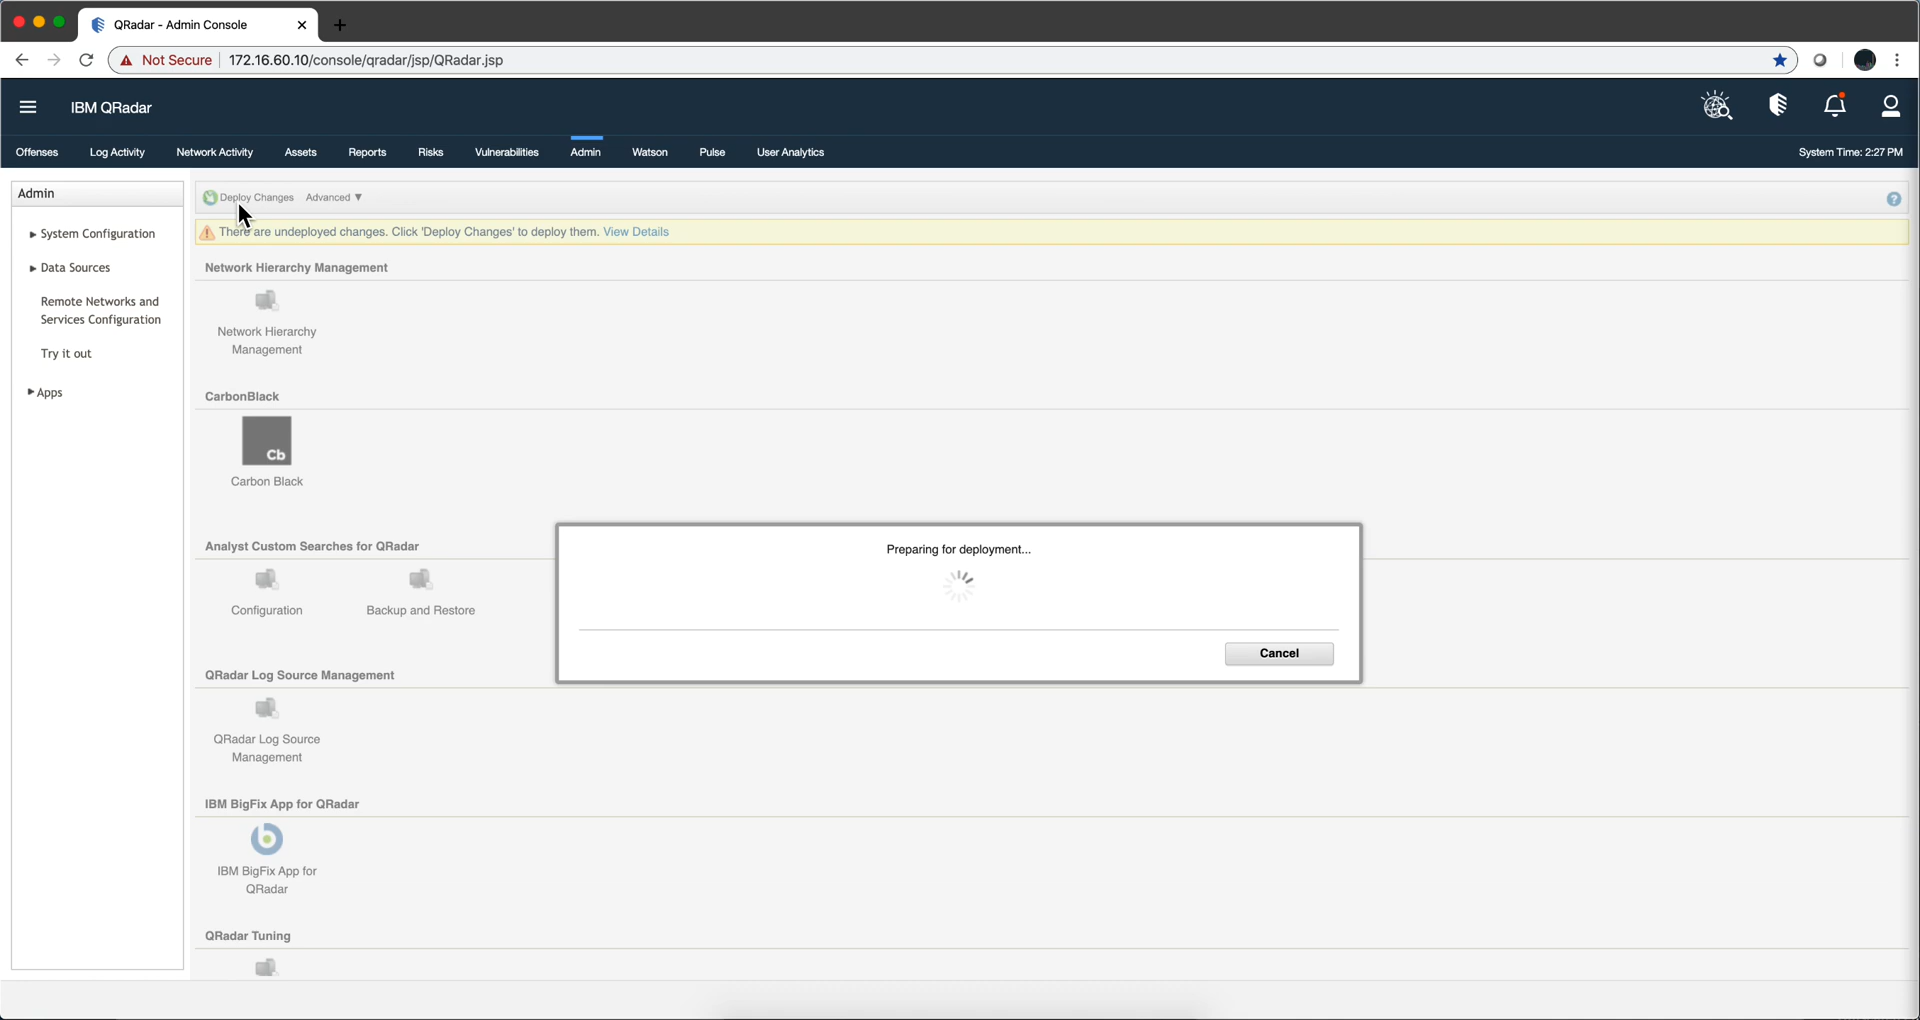 QRadar - Admin Console
Not Secure 172.16.60.10/console/qradar/jsp/QRadar.jsp
IBM QRadar
Offenses Log Activity Network Activity Assets Reports Risks Vulnerabilities Admin Watson Pulse User Analytics System Time: 2:27 PM
Admin
System Configuration
Data Sources
Remote Networks and
Services Configuration
Try it out
Apps
Deploy Changes Advanced
There are undeployed changes. Click 'Deploy Changes' to deploy them. View Details
Network Hierarchy Management
Network Hierarchy
Management
CarbonBlack
Cb
Carbon Black
Analyst Custom Searches for QRadar
Configuration Backup and Restore
QRadar Log Source Management
QRadar Log Source
Management
IBM BigFix App for QRadar
IBM BigFix App for
QRadar
QRadar Tuning
Preparing for deployment...
Cancel